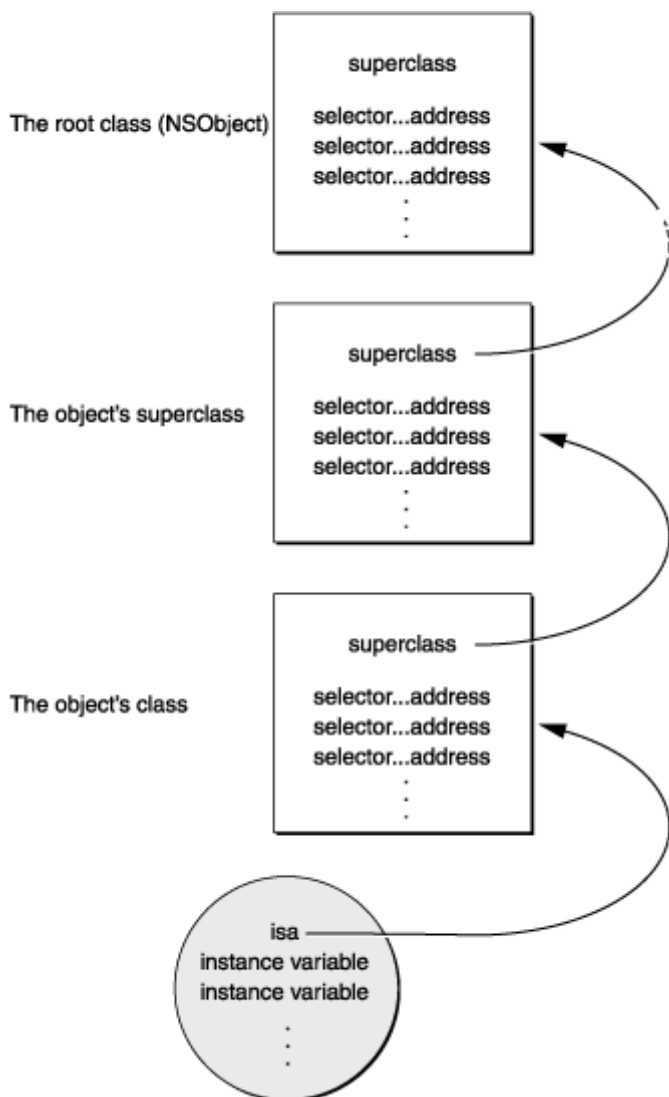 superclass
The root class (NSObject)
selector...address
selector...address
selector...address
.
.
.
superclass
The object's superclass
selector...address
selector...address
selector...address
.
.
.
superclass
The object's class
selector...address
selector...address
selector...address
.
.
.
isa
instance variable
instance variable
.
.
.